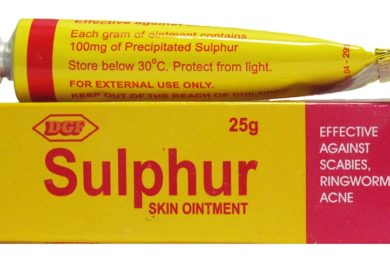 Effective against
Each gram of ointment contains
100mg of Precipitated Sulphur
Store below 30°C. Protect from light.
FOR EXTERNAL USE ONLY.
KEEP OUT OF THE REACH OF CHILDREN
04 - 29
DGF
25g
Sulphur
SKIN OINTMENT
EFFECTIVE
AGAINST
SCABIES,
RINGWORM
ACNE